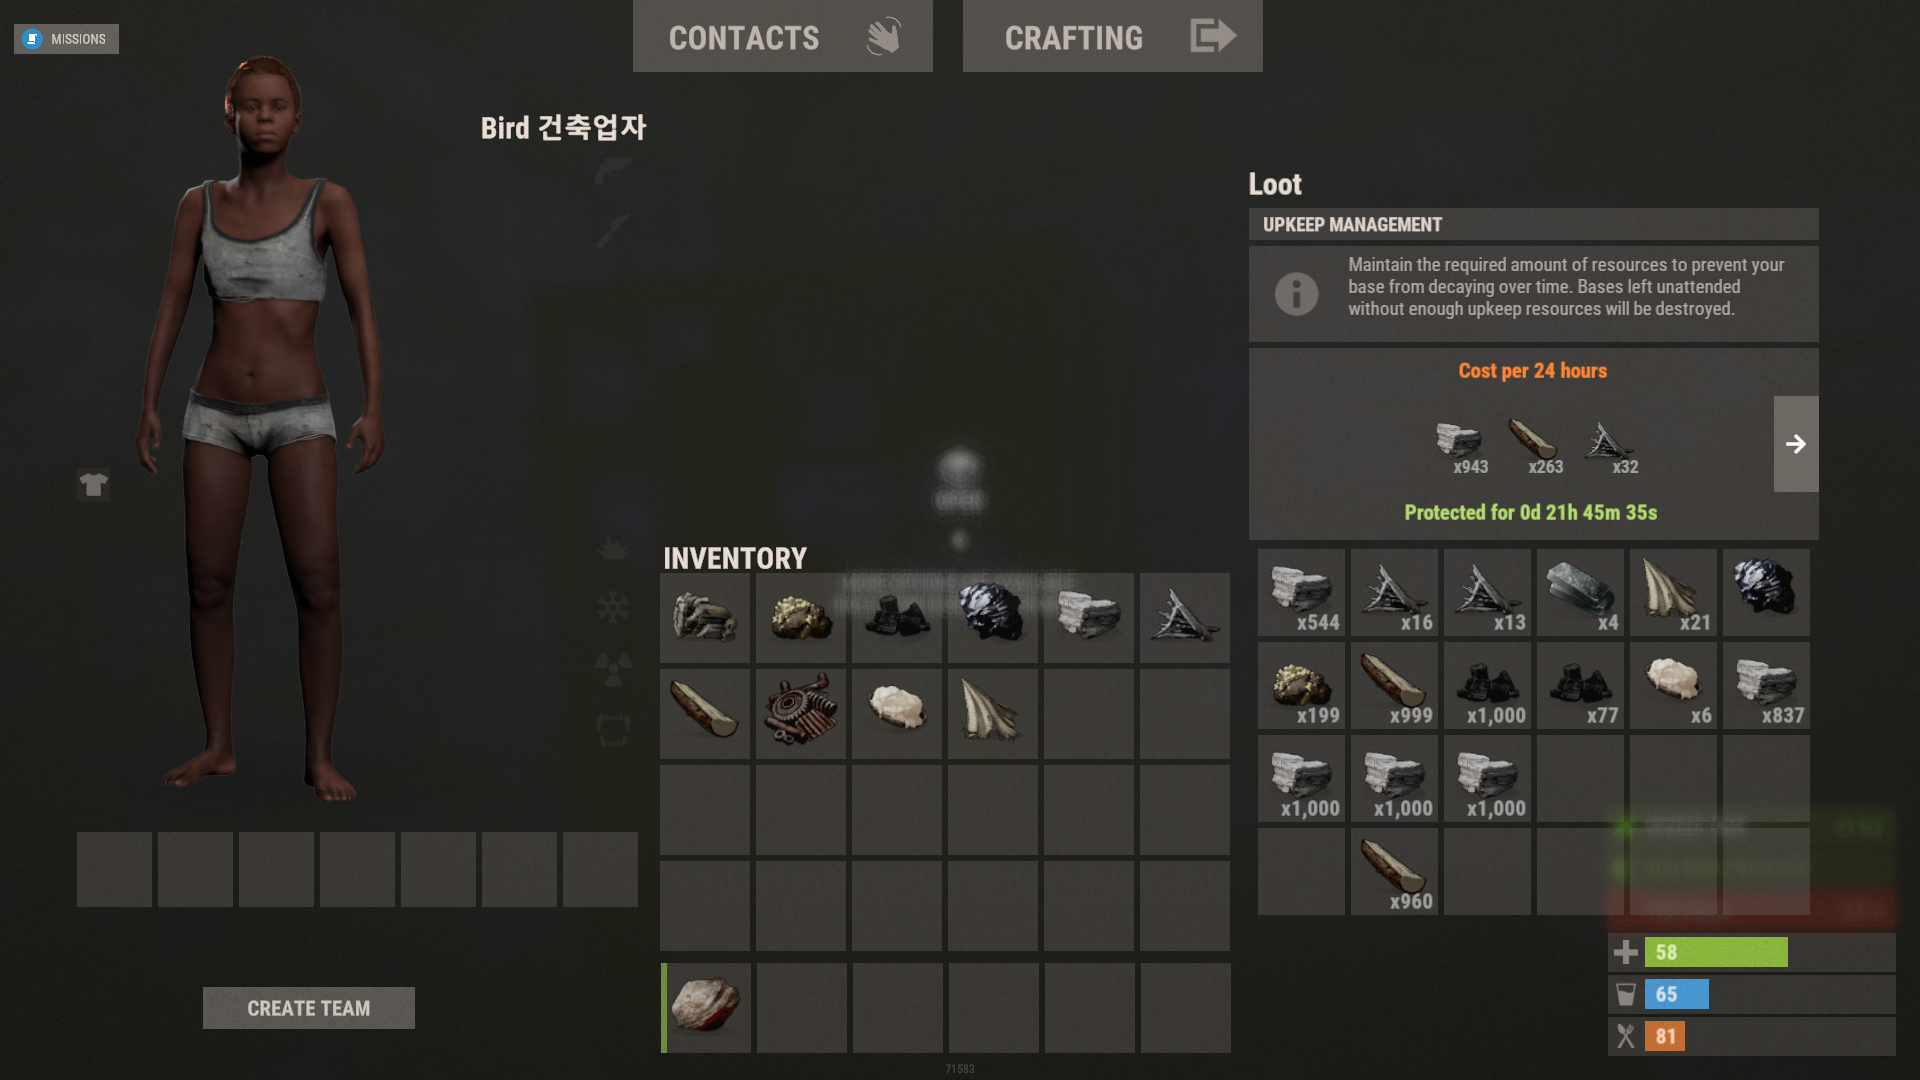 MISSIONS
CONTACTS
CRAFTING
Bird 건축업자
Loot
UPKEEP MANAGEMENT
Maintain the required amount of resources to prevent your
base from decaying over time. Bases left unattended
without enough upkeep resources will be destroyed.
Cost per 24 hours
x943
x263
x32
Protected for 0d 21h 45m 35s
OPEN
INVENTORY
x544
x16
x13
x4
x21
x199
x999
x1,000
x77
x6
x837
x1,000
x1,000
x1,000
x960
58
65
81
CREATE TEAM
71583